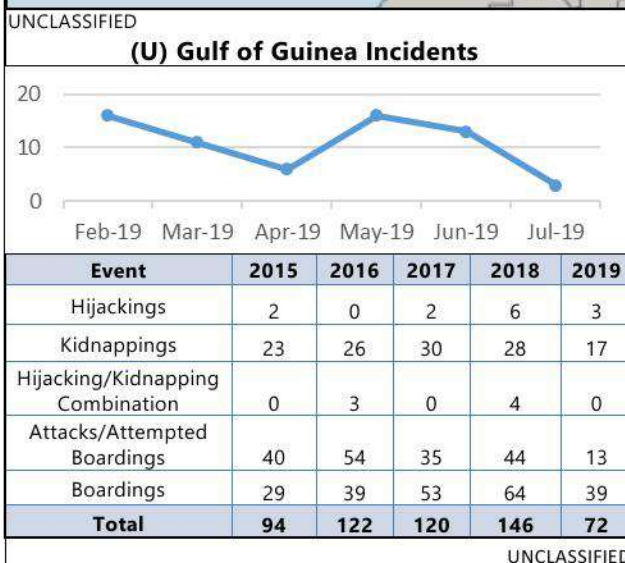 UNCLASSIFIED
(U) Gulf of Guinea Incidents
20
10
0
Feb-19 Mar-19 Apr-19 May-19 Jun-19 Jul-19
Event 2015 2016 2017 2018 2019
Hijackings 2 0 2 6 3
Kidnappings 23 26 30 28 17
Hijacking/Kidnapping
Combination 0 3 0 4 0
Attacks/Attempted
Boardings 40 54 35 44 13
Boardings 29 39 53 64 39
Total 94 122 120 146 72
UNCLASSIFIED